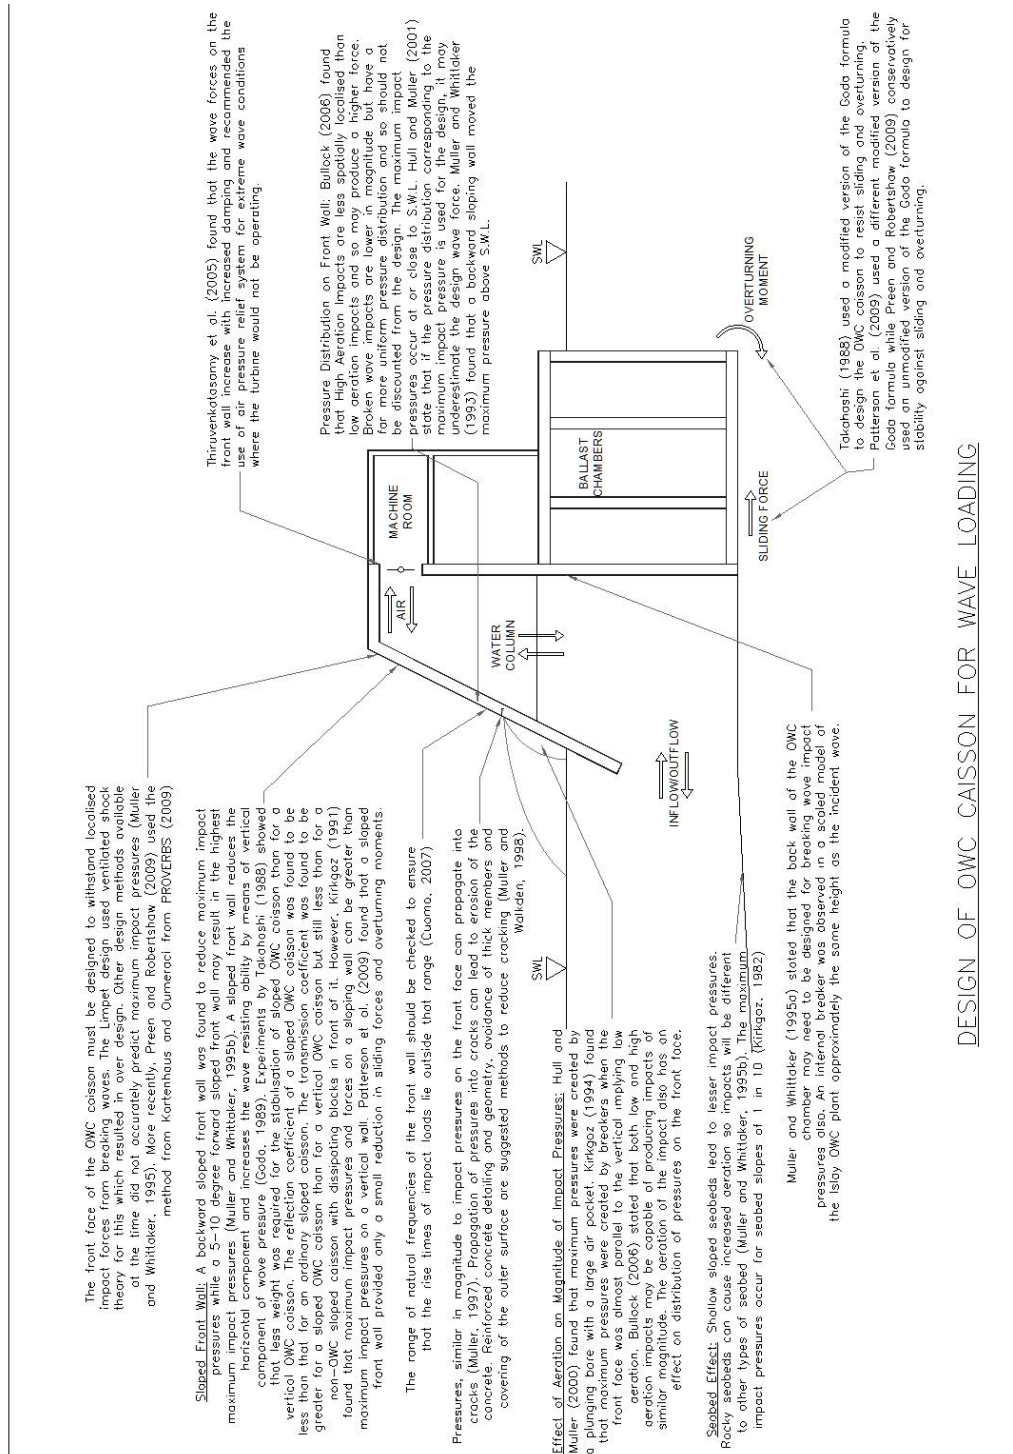 The front face of the OWC caisson must be designed to withstand localised
impact forces from breaking waves. The Limpet design used ventilated shock
theory for this which resulted in over design. Other design methods available
at the time did not accurately predict maximum impact pressures (Muller
and Whittaker, 1995). More recently, Preen and Robertshaw (2009) used the
method from Kortenhaus and Oumeraci from PROVERBS (2009)
Sloped Front Wall: A backward sloped front wall was found to reduce maximum impact
pressures while a 5-10 degree forward sloped front wall may result in the highest
maximum impact pressures (Muller and Whittaker, 1995b). A sloped front wall reduces the
horizontal component and increases the wave resisting ability by means of vertical
component of wave pressure (Goda, 1989). Experiments by Takahoshi (1988) showed
that less weight was required for the stabilisation of sloped OWC caisson than for a
vertical OWC caisson. The reflection coefficient of a sloped OWC caisson was found to be
less than that for an ordinary sloped caisson. The transmission coefficient was found to be
greater for a sloped OWC caisson than for a vertical OWC caisson but still less than for a
non-OWC sloped caisson with dissipating blocks in front of it. However, Kirkgoz (1991)
found that maximum impact pressures and forces on a sloping wall can be greater than
maximum impact pressures on a vertical wall. Patterson et al. (2009) found that a sloped
front wall provided only a small reduction in sliding forces and overturning moments.
The range of natural frequencies of the front wall should be checked to ensure
that the rise times of impact loads lie outside that range (Cuomo, 2007)
Pressures, similar in magnitude to impact pressures on the front face can propagate into
cracks (Muller, 1997). Propagation of pressures into cracks can lead to erosion of the
concrete. Reinforced concrete detailing and geometry, avoidance of thick members and
covering of the outer surface are suggested methods to reduce cracking (Muller and
Walkden, 1998).
Effect of Aeration on Magnitude of Impact Pressures: Hull and
Muller (2000) found that maximum pressures were created by
a plunging bore with a large air pocket. Kirkgoz (1994) found
that maximum pressures were created by breakers when the
front face was almost parallel to the vertical implying low
aeration. Bullock (2006) stated that both low and high
aeration impacts may be capable of producing impacts of
similar magnitude. The aeration of the impact also has an
effect on distribution of pressures on the front face.
Seabed Effect: Shallow sloped seabeds lead to lesser impact pressures.
Rocky seabeds can cause increased aeration so impacts will be different
to other types of seabed (Muller and Whittaker, 1995b). The maximum
impact pressures occur for seabed slopes of 1 in 10 (Kirkgoz, 1982)
Muller and Whittaker (1995a) stated that the back wall of the OWC
chamber may need to be designed for breaking wave impact
pressures also. An internal breaker was observed in a scaled model of
the Islay OWC plant approximately the same height as the incident wave.
SWL
INFLOW/OUTFLOW
WATER
COLUMN
AIR
MACHINE
ROOM
BALLAST
CHAMBERS
SLIDING FORCE
OVERTURNING
MOMENT
SWL
Thiruvenkatasamy et al. (2005) found that the wave forces on the
front wall increase with increased damping and recommended the
use of air pressure relief system for extreme wave conditions
where the turbine would not be operating.
Pressure Distribution on Front Wall: Bullock (2006) found
that High Aeration Impacts are less spatially localised than
low aeration impacts and so may produce a higher force.
Broken wave impacts are lower in magnitude but have a
far more uniform pressure distribution and so should not
be discounted from the design. The maximum impact
pressures occur at or close to S.W.L. Hull and Muller (2001)
state that if the pressure distribution corresponding to the
maximum impact pressure is used for the design, it may
underestimate the design wave force. Muller and Whittaker
(1993) found that a backward sloping wall moved the
maximum pressure above S.W.L.
Takahashi (1988) used a modified version of the Goda formula
to design the OWC caisson to resist sliding and overturning.
Patterson et al. (2009) used a different modified version of the
Goda formula while Preen and Robertshaw (2009) conservatively
used an unmodified version of the Goda formula to design for
stability against sliding and overturning.
DESIGN OF OWC CAISSON FOR WAVE LOADING